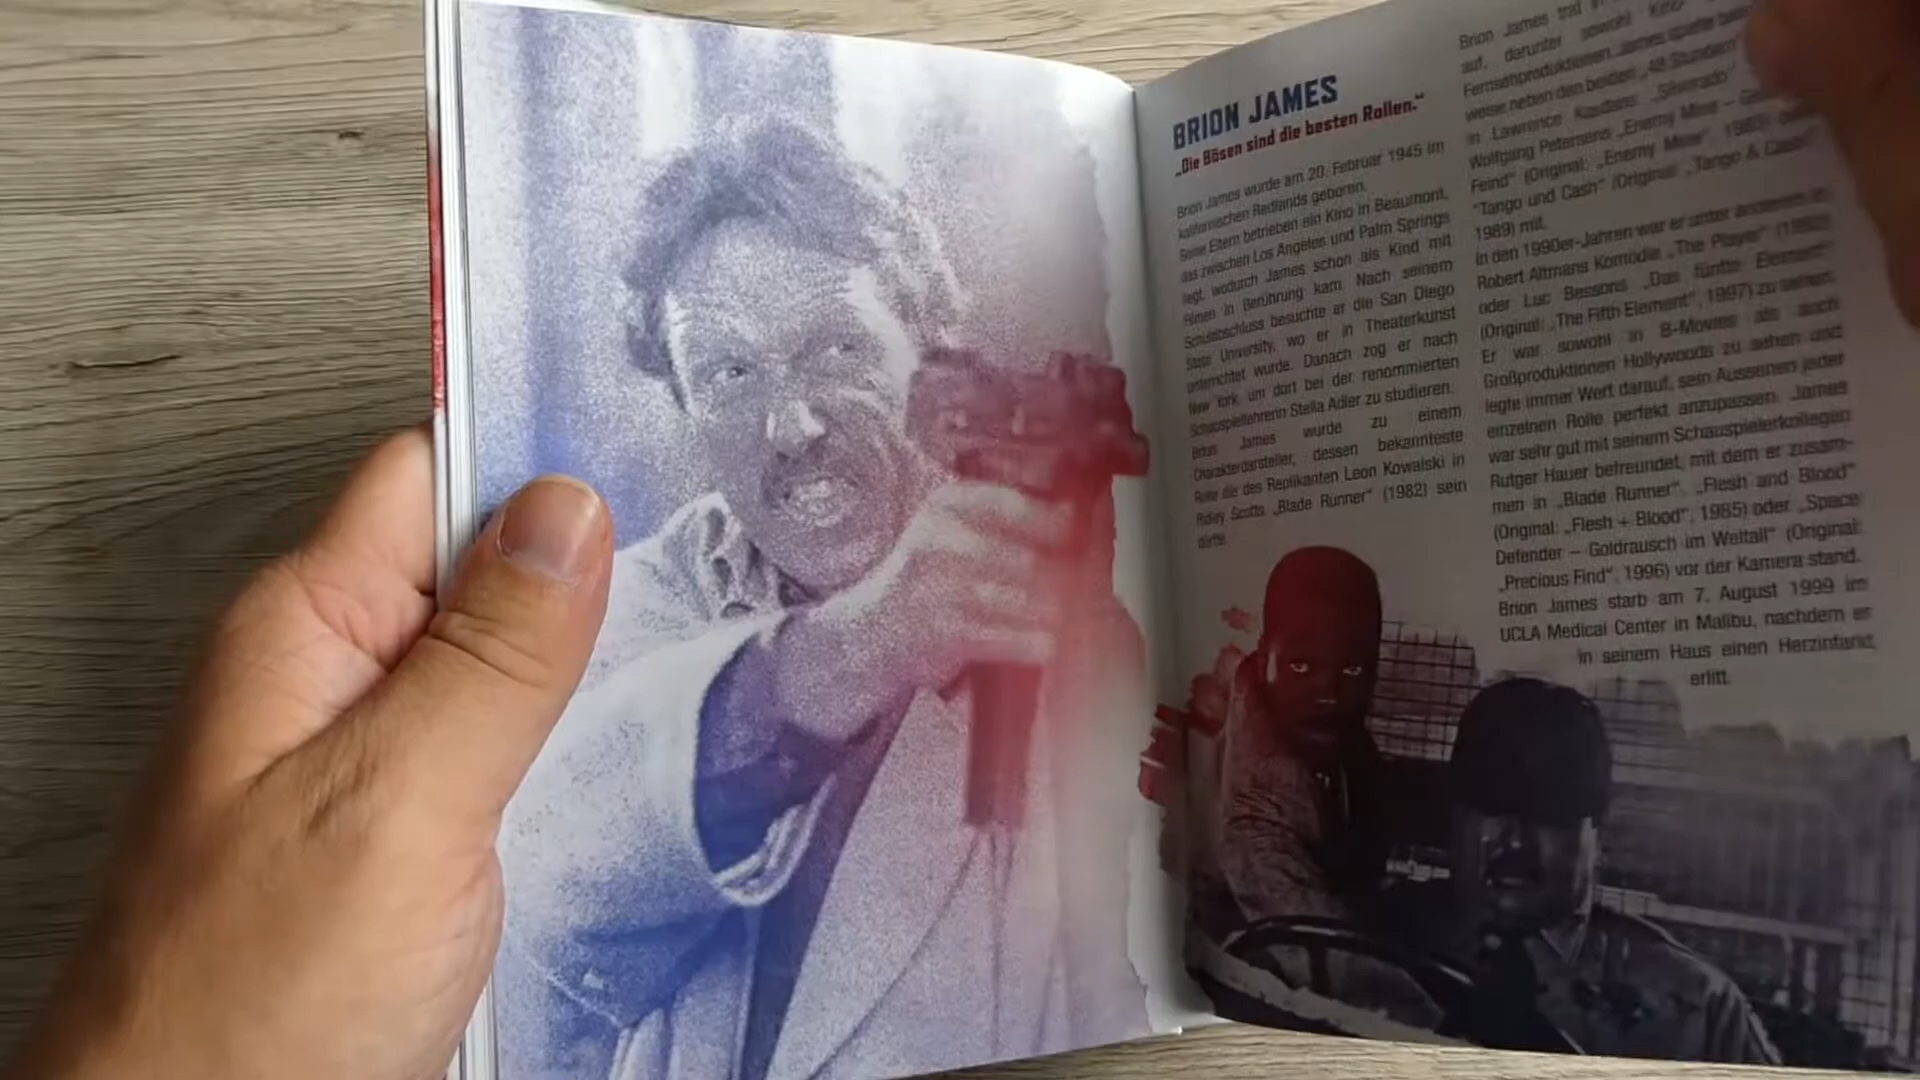 BRION JAMES
„Die Bösen sind die besten Rollen.“
Brion James wurde am 20. Februar 1945 im
kalifornischen Redlands geboren.
Seine Eltern betrieben ein Kino in Beaumont,
das zwischen Los Angeles und Palm Springs
liegt, wodurch James schon als Kind mit
Filmen in Berührung kam. Nach seinem
Schulabschluss besuchte er die San Diego
State University, wo er in Theaterkunst
unterrichtet wurde. Danach zog er nach
New York, um dort bei der renommierten
Schauspiellehrerin Stella Adler zu studieren.
Brion James wurde zu einem
Charakterdarsteller, dessen bekannteste
Rolle die des Replikanten Leon Kowalski in
Ridley Scotts „Blade Runner“ (1982) sein
dürfte.
Brion James trat in
auf, darunter sowohl Kino-
Fernsehproduktionen. James spielte
weise neben den beiden „48 Stunden“
in Lawrence Kasdans „Silverado“
Wolfgang Petersens „Enemy Mine –
Feind“ (Original: „Enemy Mine“, 1985)
“Tango und Cash“ (Original: „Tango & Cash“,
1989) mit.
In den 1990er-Jahren war er unter anderem in
Robert Altmans Komödie „The Player“ (1992)
oder Luc Bessons „Das fünfte Element“
(Original: „The Fifth Element“, 1997) zu sehen.
Er war sowohl in B-Movies als auch
Großproduktionen Hollywoods zu sehen und
legte immer Wert darauf, sein Aussehen jeder
einzelnen Rolle perfekt anzupassen. James
war sehr gut mit seinem Schauspielerkollegen
Rutger Hauer befreundet, mit dem er zusam-
men in „Blade Runner“, „Flesh and Blood“
(Original: „Flesh + Blood“, 1985) oder „Space
Defender – Goldrausch im Weltall“ (Original:
„Precious Find“, 1996) vor der Kamera stand.
Brion James starb am 7. August 1999 im
UCLA Medical Center in Malibu, nachdem er
in seinem Haus einen Herzinfarkt
erlitt.